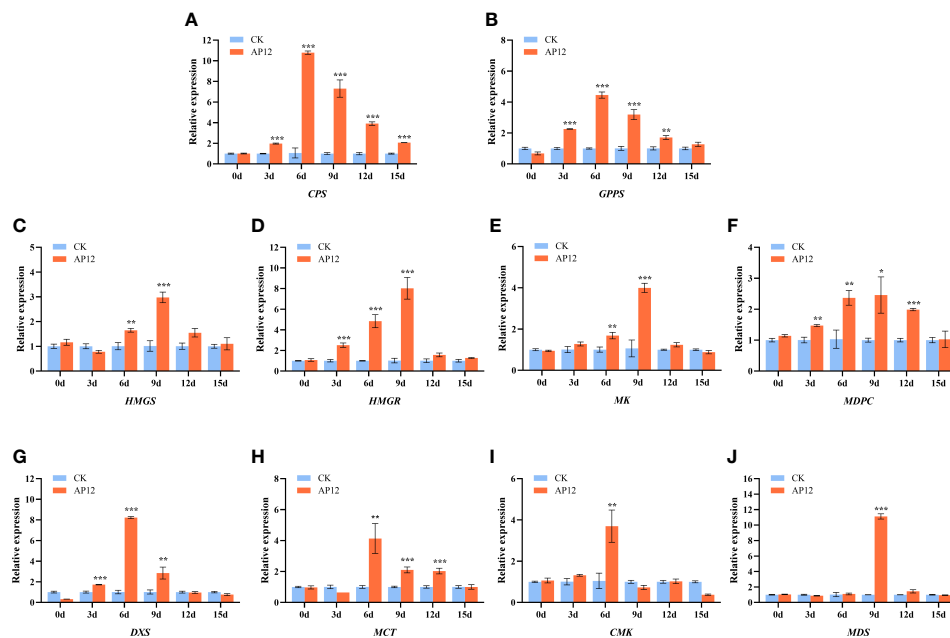 A
CK
AP12
Relative expression
12
10
8
6
4
2
0
***
***
***
***
***
0d 3d 6d 9d 12d 15d
CPS
B
CK
AP12
Relative expression
8
6
4
2
0
***
***
***
**
0d 3d 6d 9d 12d 15d
GPPS
C
CK
AP12
Relative expression
5
4
3
2
1
0
**
***
0d 3d 6d 9d 12d 15d
HMGS
D
CK
AP12
Relative expression
12
10
8
6
4
2
0
***
***
***
0d 3d 6d 9d 12d 15d
HMGR
E
CK
AP12
Relative expression
6
4
2
0
**
***
0d 3d 6d 9d 12d 15d
MK
F
CK
AP12
Relative expression
4
3
2
1
0
**
**
*
***
0d 3d 6d 9d 12d 15d
MDPC
G
CK
AP12
Relative expression
12
10
8
6
4
2
0
***
***
**
0d 3d 6d 9d 12d 15d
DXS
H
CK
AP12
Relative expression
8
6
4
2
0
**
***
***
0d 3d 6d 9d 12d 15d
MCT
I
CK
AP12
Relative expression
6
4
2
0
**
0d 3d 6d 9d 12d 15d
CMK
J
CK
AP12
Relative expression
16
14
12
10
8
6
4
2
0
***
0d 3d 6d 9d 12d 15d
MDS